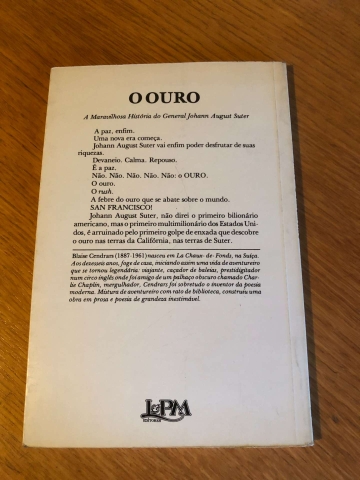 O OURO
A Maravilhosa História do General Johann August Suter
A paz, enfim.
Uma nova era começa.
Johann August Suter vai enfim poder desfrutar de suas
riquezas.
Devaneio. Calma. Repouso.
É a paz.
Não. Não. Não. Não. Não: o OURO.
O ouro.
O rush.
A febre do ouro que se abate sobre o mundo.
SAN FRANCISCO!
Johann August Suter, não direi o primeiro bilionário
americano, mas o primeiro multimilionário dos Estados Uni-
dos, é arruinado pelo primeiro golpe de enxada que descobre
o ouro nas terras da Califórnia, nas terras de Suter.
Blaise Cendrars (1887-1961) nasceu em La Chaux-de-Fonds, na Suíça.
Aos dezesseis anos, foge de casa, iniciando assim uma vida de aventureiro
que se tornou legendária: viajante, caçador de baleias, prestidigitador
num circo inglês onde foi amigo de um palhaço obscuro chamado Char-
lie Chaplin, mergulhador, Cendrars foi sobretudo o inventor da poesia
moderna. Mistura de aventureiro com rato de biblioteca, construiu uma
obra em prosa e poesia de grandeza inestimável.
L&PM
EDITORES